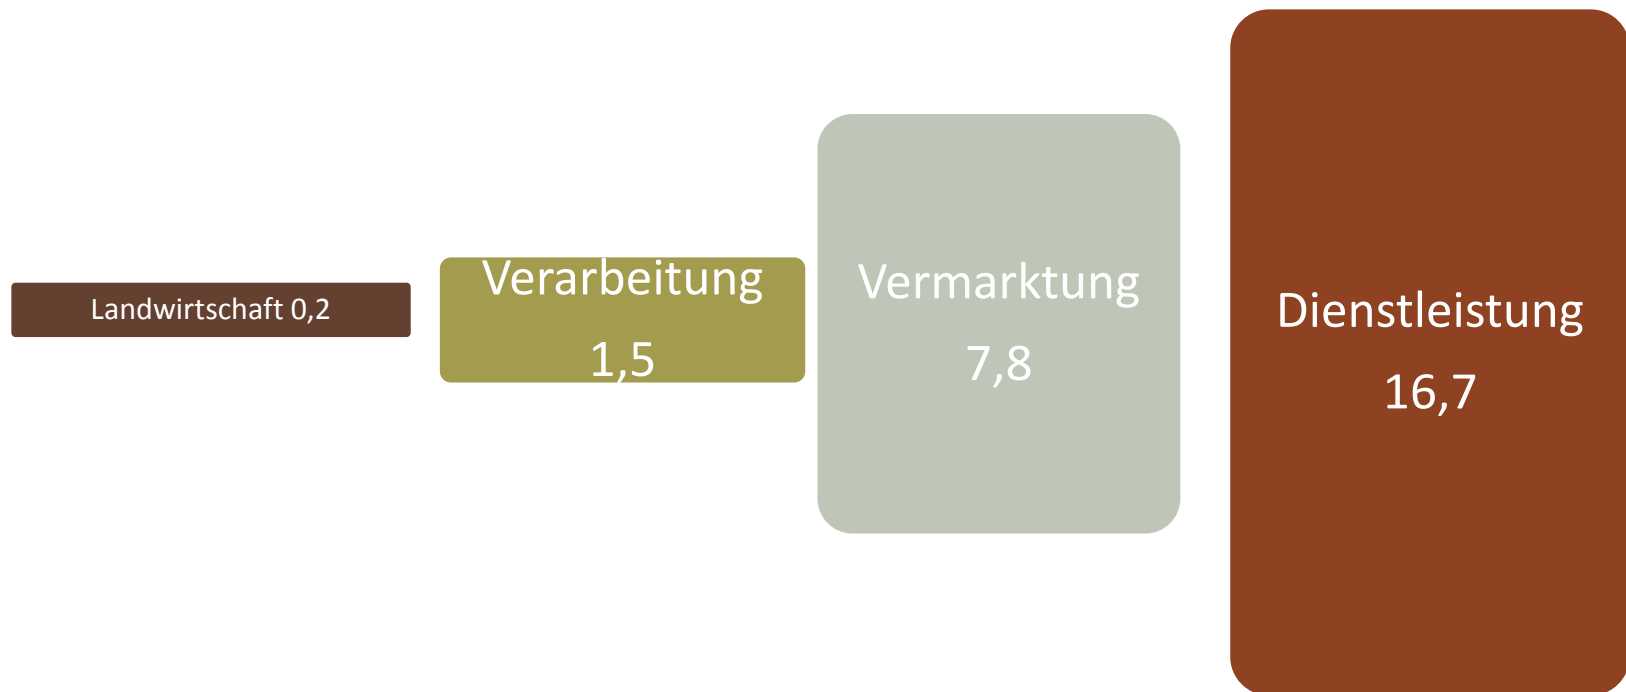 Landwirtschaft 0,2
Verarbeitung
1,5
Vermarktung
7,8
Dienstleistung
16,7